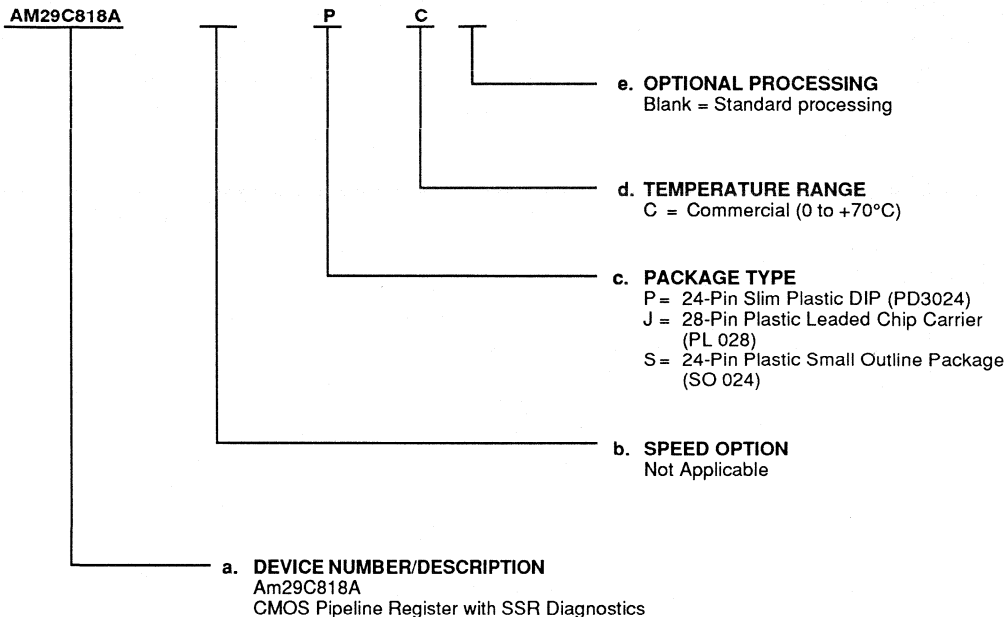 AM29C818A P C
e. OPTIONAL PROCESSING
Blank = Standard processing
d. TEMPERATURE RANGE
C = Commercial (0 to +70°C)
c. PACKAGE TYPE
P = 24-Pin Slim Plastic DIP (PD3024)
J = 28-Pin Plastic Leaded Chip Carrier
(PL 028)
S = 24-Pin Plastic Small Outline Package
(SO 024)
b. SPEED OPTION
Not Applicable
a. DEVICE NUMBER/DESCRIPTION
Am29C818A
CMOS Pipeline Register with SSR Diagnostics